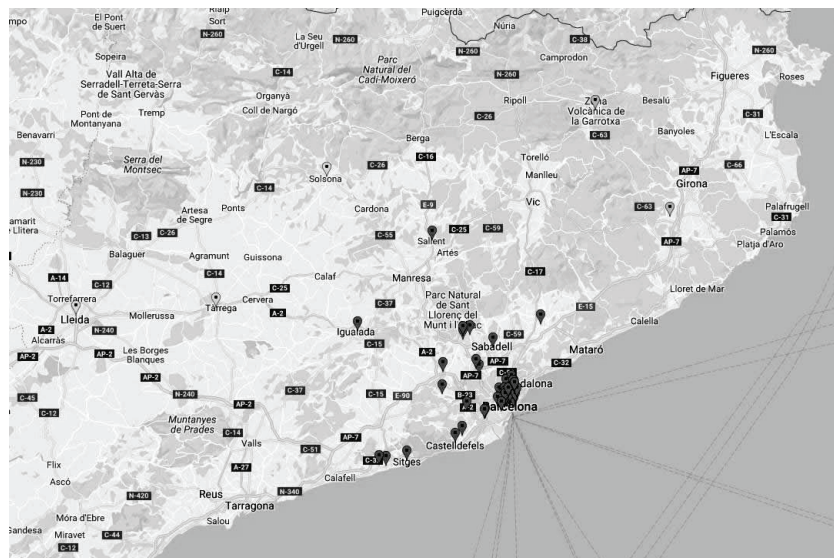 El Pont
de Suert
Rialp
Sort
N-260
La Seu
d'Urgell
N-260
Puigcerdà
Núria
C-38
Camprodon
N-260
Figueres
Roses
Sopeira
Vall Alta de
Serradell-Terreta-Serra
de Sant Gervàs
C-14
Parc
Natural del
Cadí-Moixeró
N-260
Organyà
Coll de Nargó
Ripoll
Zona
Volcànica de
la Garrotxa
Besalú
Pont de
Montanyana
Tremp
C-26
C-63
Banyoles
C-31
L'Escala
Benavarri
N-230
N-230
Serra del
Montsec
Berga
C-16
C-26
Torelló
Manlleu
AP-7
C-66
Girona
Solsona
C-14
Vic
C-63
Palafrugell
C-31
Palamós
Platja d'Aro
Artesa
de Segre
Ponts
Cardona
E-9
C-25
C-59
AP-7
C-13
C-26
C-55
Sallent
Artés
Balaguer
Agramunt
Guissona
C-14
Calaf
Manresa
C-17
Lloret de Mar
A-14
C-12
Torrefarrera
Lleida
Tàrrega
Cervera
C-25
A-2
C-37
Parc Natural
de Sant
Llorenç del
Munt i
E-15
Calella
Mollerussa
A-2
N-240
Alcarràs
AP-2
Igualada
C-15
A-2
C-59
Sabadell
Mataró
Les Borges
Blanques
AP-2
AP-7
AP-7
C-32
C-45
C-12
N-240
AP-2
C-37
C-15
E-90
B-23
A-2
Barcelona
Muntanyes
de Prades
C-14
Valls
AP-7
C-51
Castelldefels
Sitges
A-27
Calafell
Flix
Ascó
N-420
Reus
N-340
Tarragona
Salou
Gandesa
Móra d'Ebre
Miravet
C-44
C-12